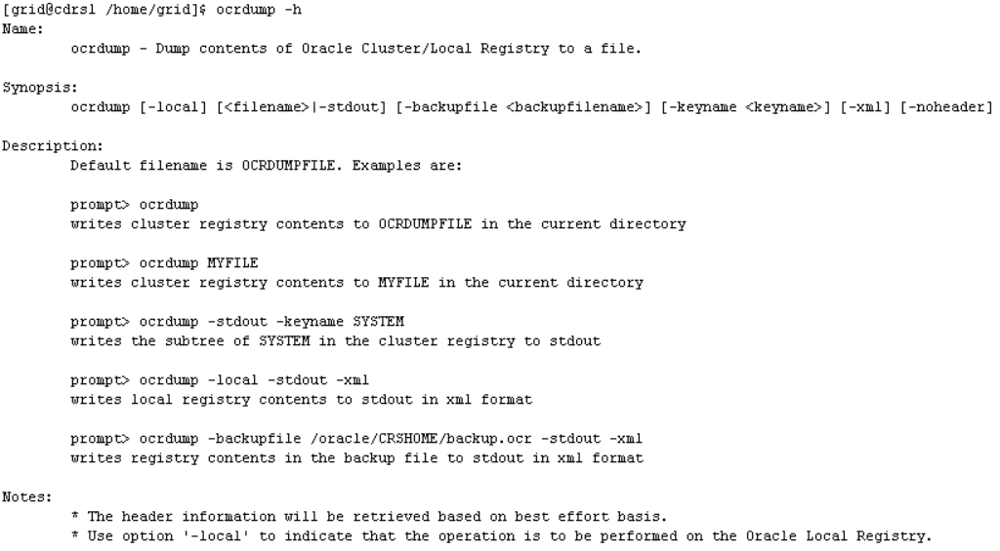 [grid@cdrsl /home/grid]$ ocrdump -h
Name:
ocrdump - Dump contents of Oracle Cluster/Local Registry to a file.
Synopsis:
ocrdump [-local] [<filename>|-stdout] [-backupfile <backupfilename>] [-keyname <keyname>] [-xml] [-noheader]
Description:
Default filename is OCRDUMPFILE. Examples are:
prompt> ocrdump
writes cluster registry contents to OCRDUMPFILE in the current directory
prompt> ocrdump MYFILE
writes cluster registry contents to MYFILE in the current directory
prompt> ocrdump -stdout -keyname SYSTEM
writes the subtree of SYSTEM in the cluster registry to stdout
prompt> ocrdump -local -stdout -xml
writes local registry contents to stdout in xml format
prompt> ocrdump -backupfile /oracle/CRSHOME/backup.ocr -stdout -xml
writes registry contents in the backup file to stdout in xml format
Notes:
* The header information will be retrieved based on best effort basis.
* Use option '-local' to indicate that the operation is to be performed on the Oracle Local Registry.